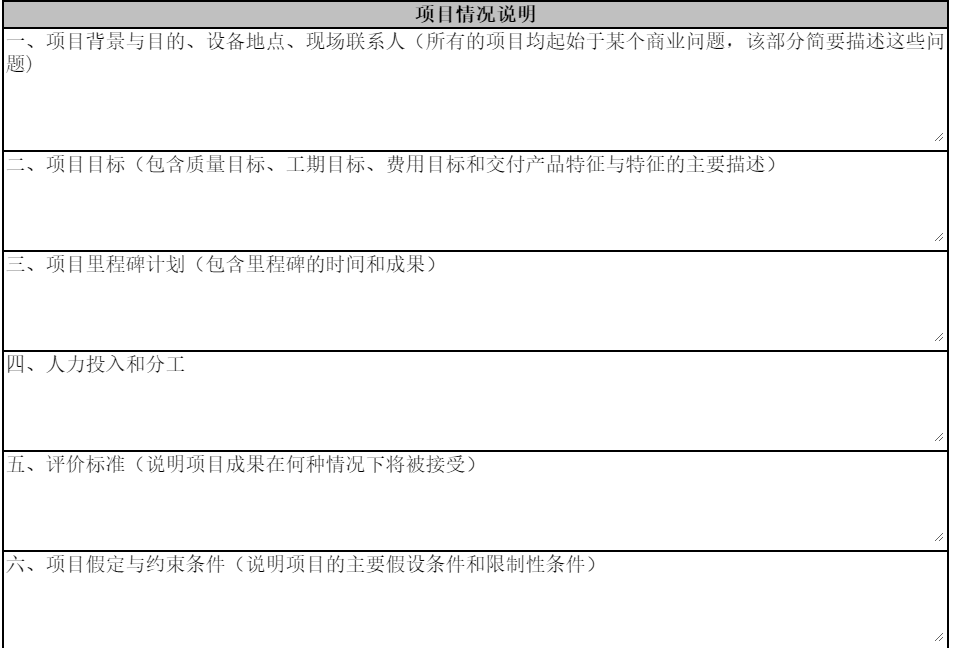 项目情况说明
一、项目背景与目的、设备地点、现场联系人（所有的项目均起始于某个商业问题，该部分简要描述这些问
题)
二、项目目标（包含质量目标、工期目标、费用目标和交付产品特征与特征的主要描述）
三、项目里程碑计划（包含里程碑的时间和成果）
四、人力投入和分工
五、评价标准（说明项目成果在何种情况下将被接受）
六、项目假定与约束条件（说明项目的主要假设条件和限制性条件）